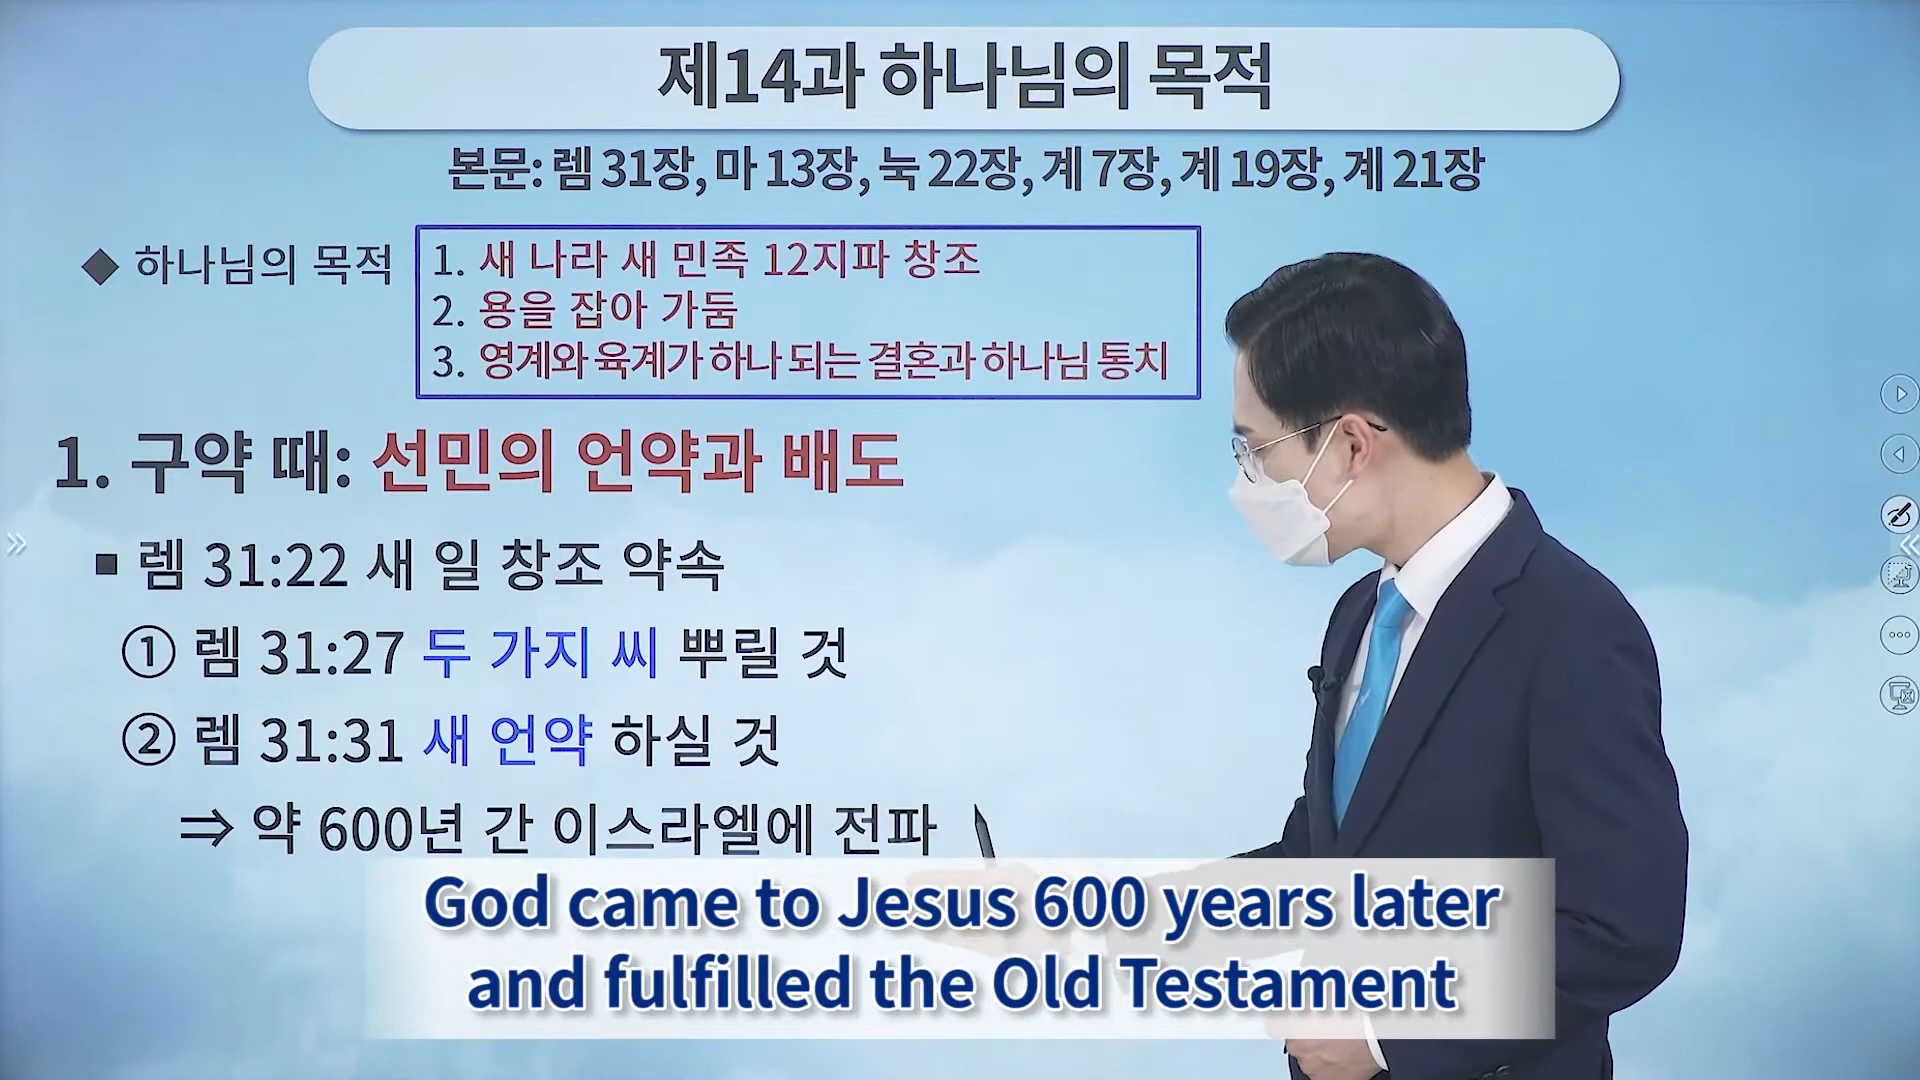 제14과 하나님의 목적
본문: 렘 31장, 마 13장, 눅 22장, 계 7장, 계 19장, 계 21장
◆ 하나님의 목적
1. 새 나라 새 민족 12지파 창조
2. 용을 잡아 가둠
3. 영계와 육계가 하나 되는 결혼과 하나님 통치
1. 구약 때: 선민의 언약과 배도
▪ 렘 31:22 새 일 창조 약속
① 렘 31:27 두 가지 씨 뿌릴 것
② 렘 31:31 새 언약 하실 것
⇒ 약 600년 간 이스라엘에 전파
God came to Jesus 600 years later
and fulfilled the Old Testament